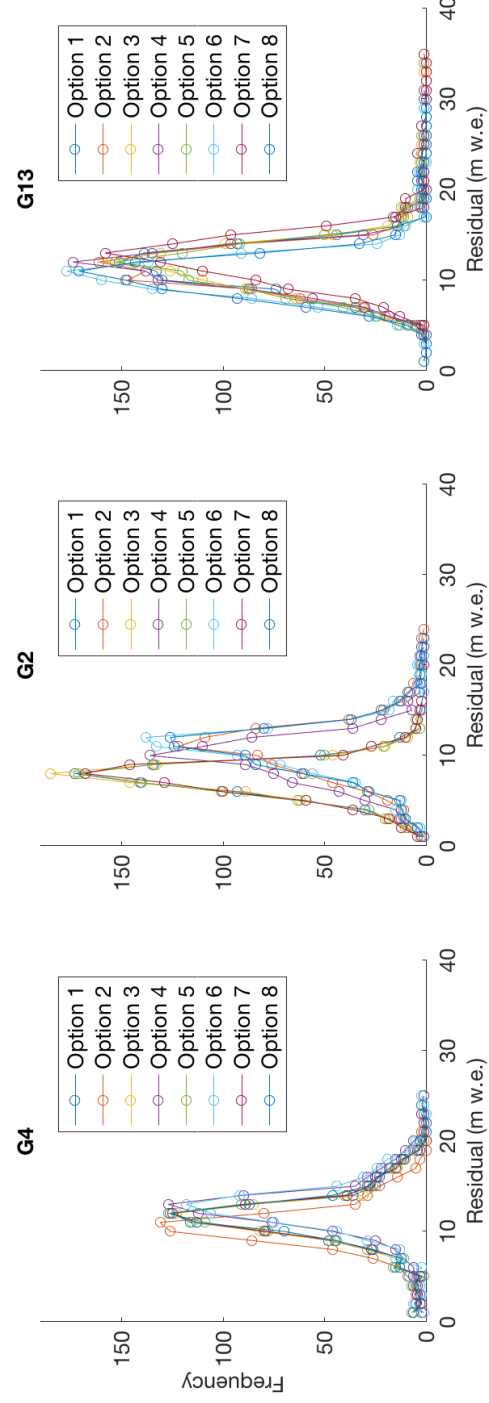 G4
Option 1
Option 2
Option 3
Option 4
Option 5
Option 6
Option 7
Option 8
150
100
50
0
Frequency
0 10 20 30 40
Residual (m w.e.)
G2
Option 1
Option 2
Option 3
Option 4
Option 5
Option 6
Option 7
Option 8
150
100
50
0
0 10 20 30 40
Residual (m w.e.)
G13
Option 1
Option 2
Option 3
Option 4
Option 5
Option 6
Option 7
Option 8
150
100
50
0
0 10 20 30 40
Residual (m w.e.)